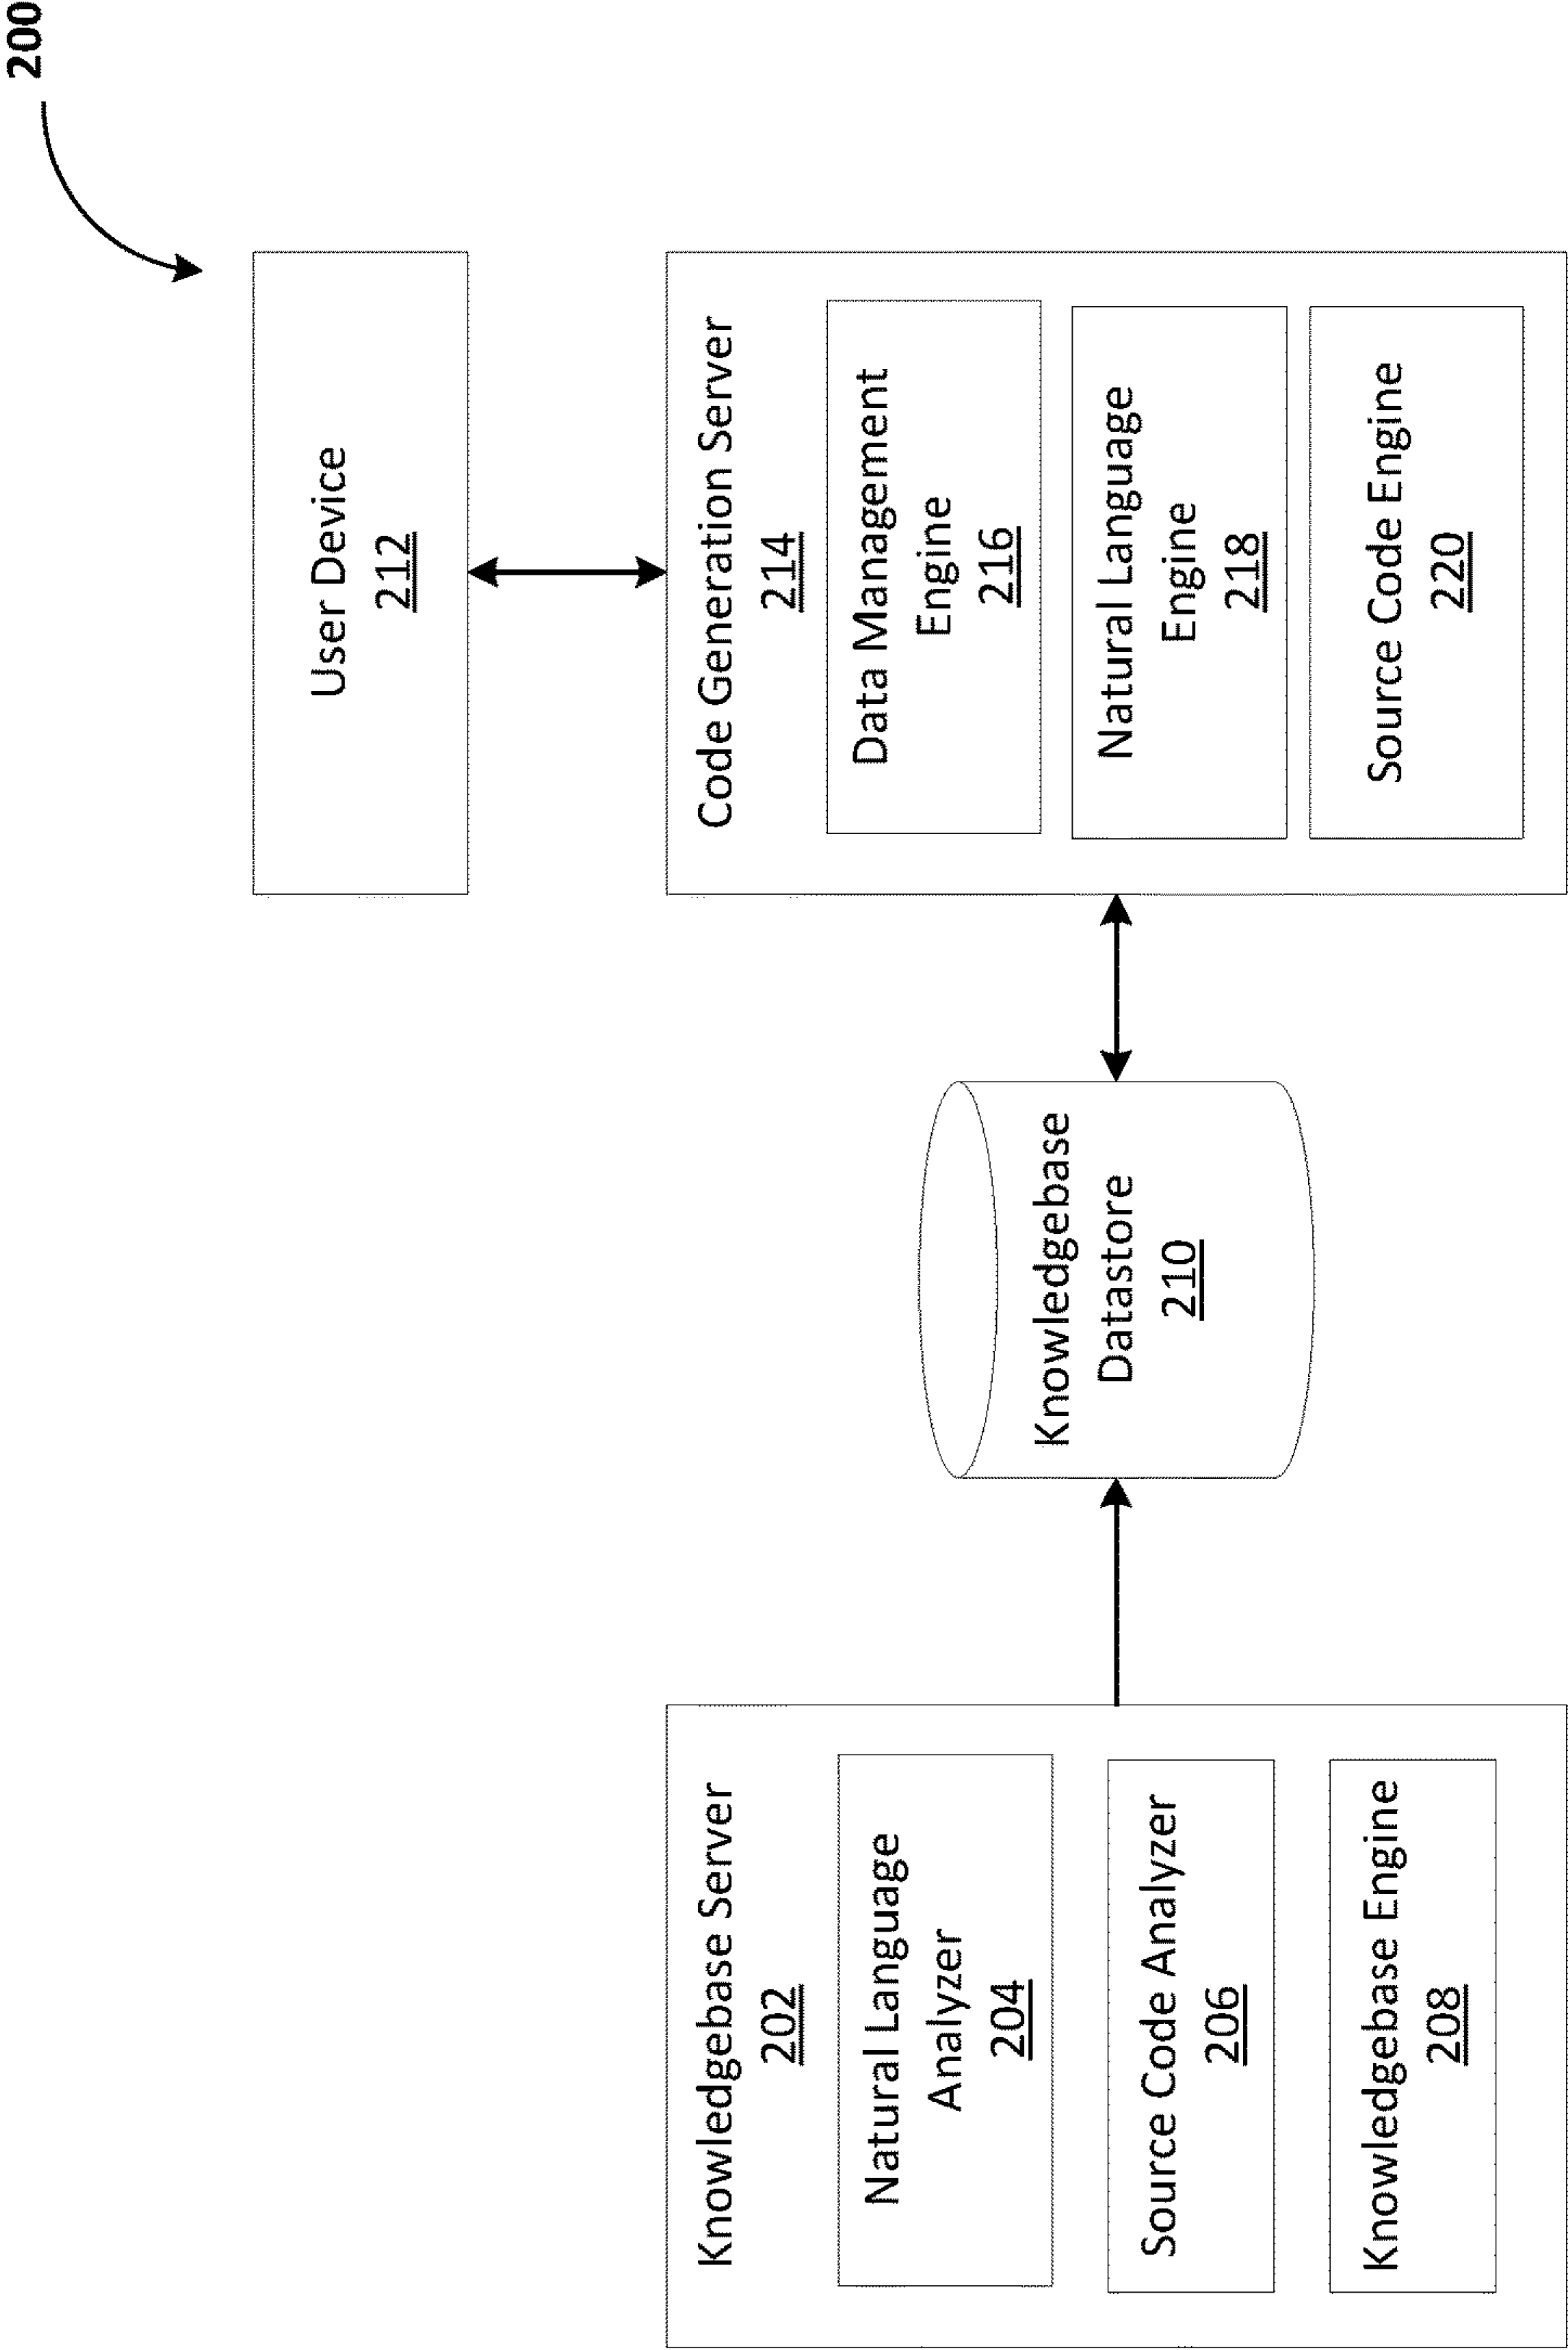 200
User Device
212
Knowledgebase Server
202
Natural Language
Analyzer
204
Source Code Analyzer
206
Knowledgebase Engine
208
Knowledgebase
Datastore
210
Code Generation Server
214
Data Management
Engine
216
Natural Language
Engine
218
Source Code Engine
220